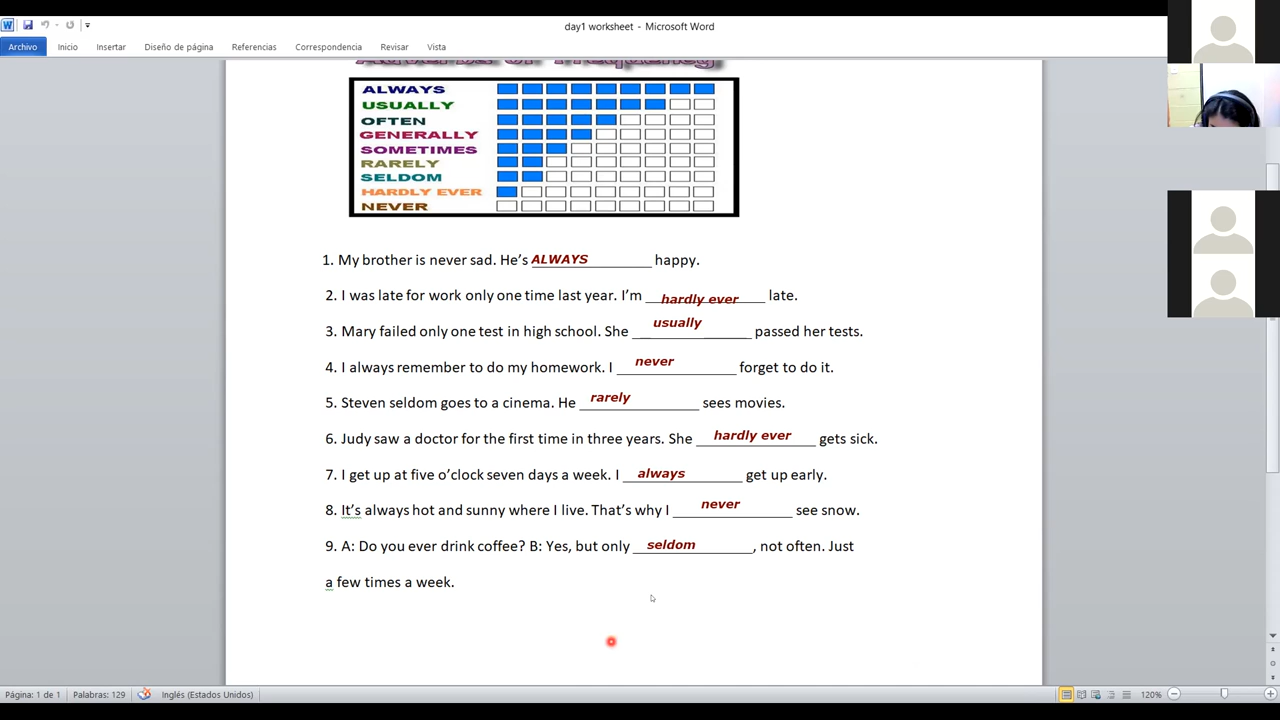 day1 worksheet - Microsoft Word
Archivo Inicio Insertar Diseño de página Referencias Correspondencia Revisar Vista
Adverbs of frequency
ALWAYS
USUALLY
OFTEN
GENERALLY
SOMETIMES
RARELY
SELDOM
HARDLY EVER
NEVER
1. My brother is never sad. He's ALWAYS happy.
2. I was late for work only one time last year. I'm hardly ever late.
3. Mary failed only one test in high school. She usually passed her tests.
4. I always remember to do my homework. I never forget to do it.
5. Steven seldom goes to a cinema. He rarely sees movies.
6. Judy saw a doctor for the first time in three years. She hardly ever gets sick.
7. I get up at five o'clock seven days a week. I always get up early.
8. It's always hot and sunny where I live. That's why I never see snow.
9. A: Do you ever drink coffee? B: Yes, but only seldom, not often. Just
a few times a week.
Página: 1 de 1 Palabras: 129 Inglés (Estados Unidos) 120%